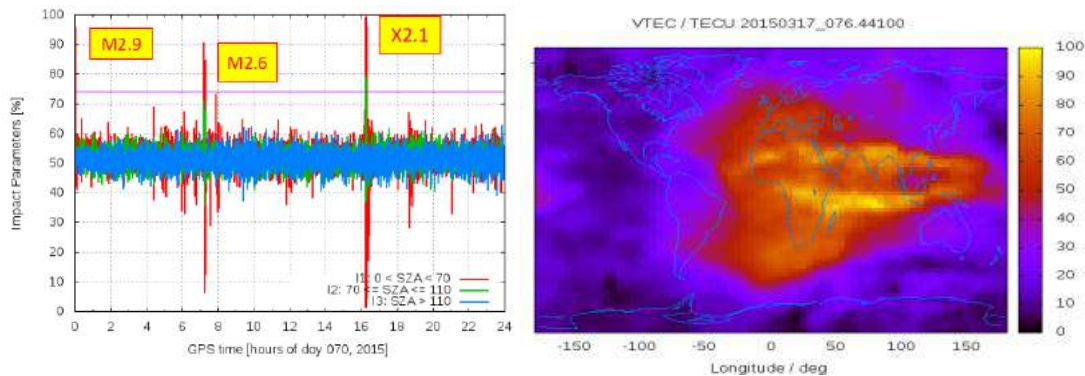 M2.9
M2.6
X2.1
Impact Parameters [%]
100
90
80
70
60
50
40
30
20
10
0
I1: 0 < SZA < 70
I2: 70 <= SZA <= 110
I3: SZA > 110
0 2 4 6 8 10 12 14 16 18 20 22 24
GPS time [hours of day 070, 2015]
VTEC / TECU 20150317_076.44100
100
90
80
70
60
50
40
30
20
10
0
-150 -100 -50 0 50 100 150
Longitude / deg